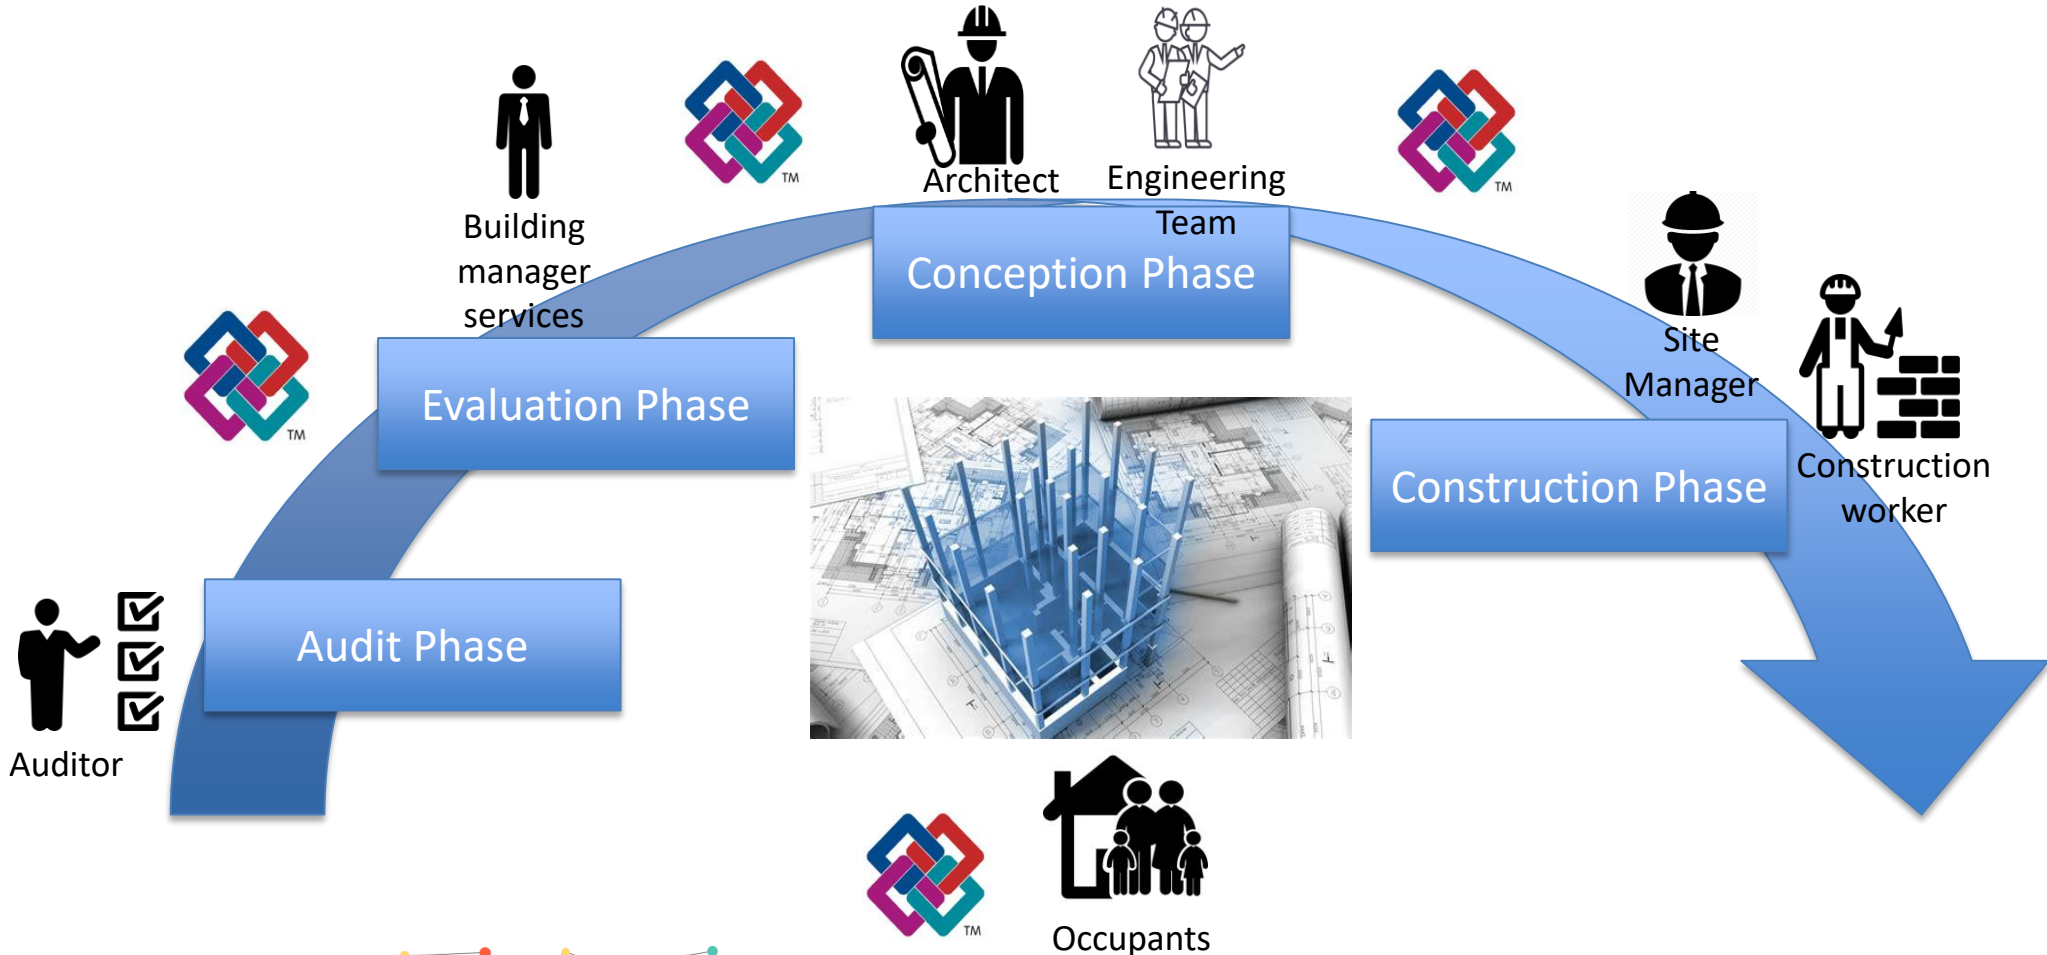 Architect
Engineering
Team
TM
TM
Building
manager
services
Conception Phase
Site
Manager
TM
Evaluation Phase
Construction Phase
Construction
worker
Audit Phase
Auditor
TM
Occupants